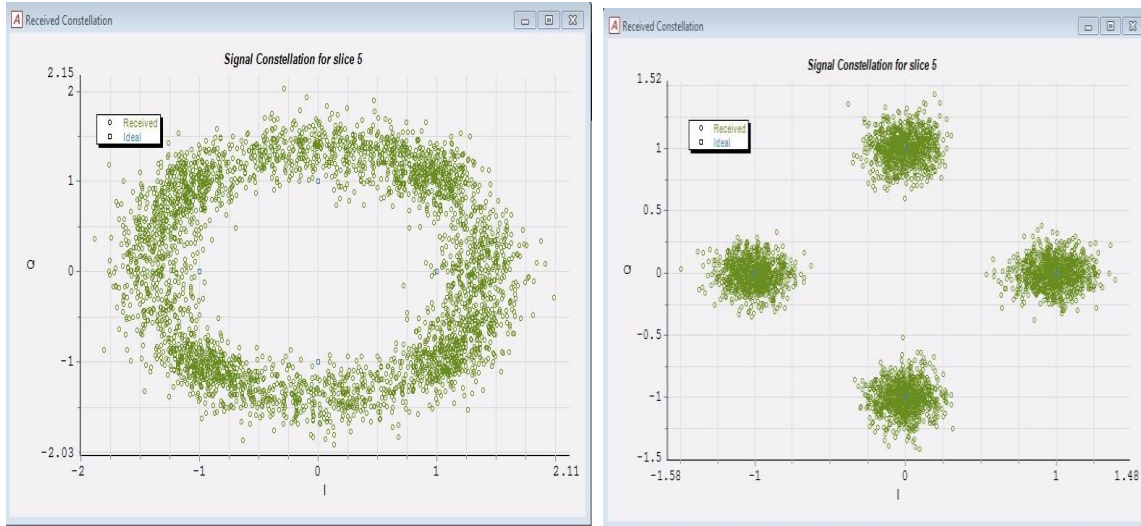 Received Constellation
Signal Constellation for slice 5
2.15
2
Received
Ideal
1
Q
0
-1
-2.03
-2
-1
0
1
2.11
I
Received Constellation
Signal Constellation for slice 5
1.52
Received
Ideal
1
0.5
Q
0
-0.5
-1
-1.5
-1.58
-1
0
1
1.48
I